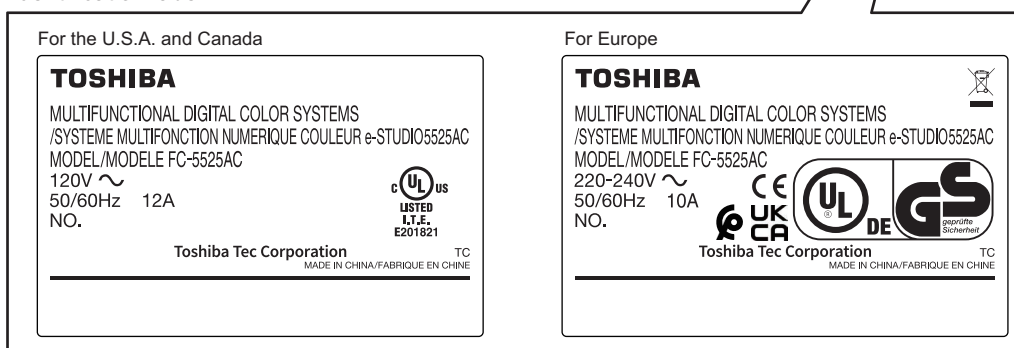 For the U.S.A. and Canada
TOSHIBA
MULTIFUNCTIONAL DIGITAL COLOR SYSTEMS
/SYSTEME MULTIFONCTION NUMERIQUE COULEUR e-STUDIO5525AC
MODEL/MODELE FC-5525AC
120V
50/60Hz 12A
NO.
C UL US
LISTED
I.T.E.
E201821
Toshiba Tec Corporation TC
MADE IN CHINA/FABRIQUE EN CHINE
For Europe
TOSHIBA
MULTIFUNCTIONAL DIGITAL COLOR SYSTEMS
/SYSTEME MULTIFONCTION NUMERIQUE COULEUR e-STUDIO5525AC
MODEL/MODELE FC-5525AC
220-240V
50/60Hz 10A
NO.
CE
UK
CA
UL ®
DE
GS
geprüfte
Sicherheit
Toshiba Tec Corporation TC
MADE IN CHINA/FABRIQUE EN CHINE